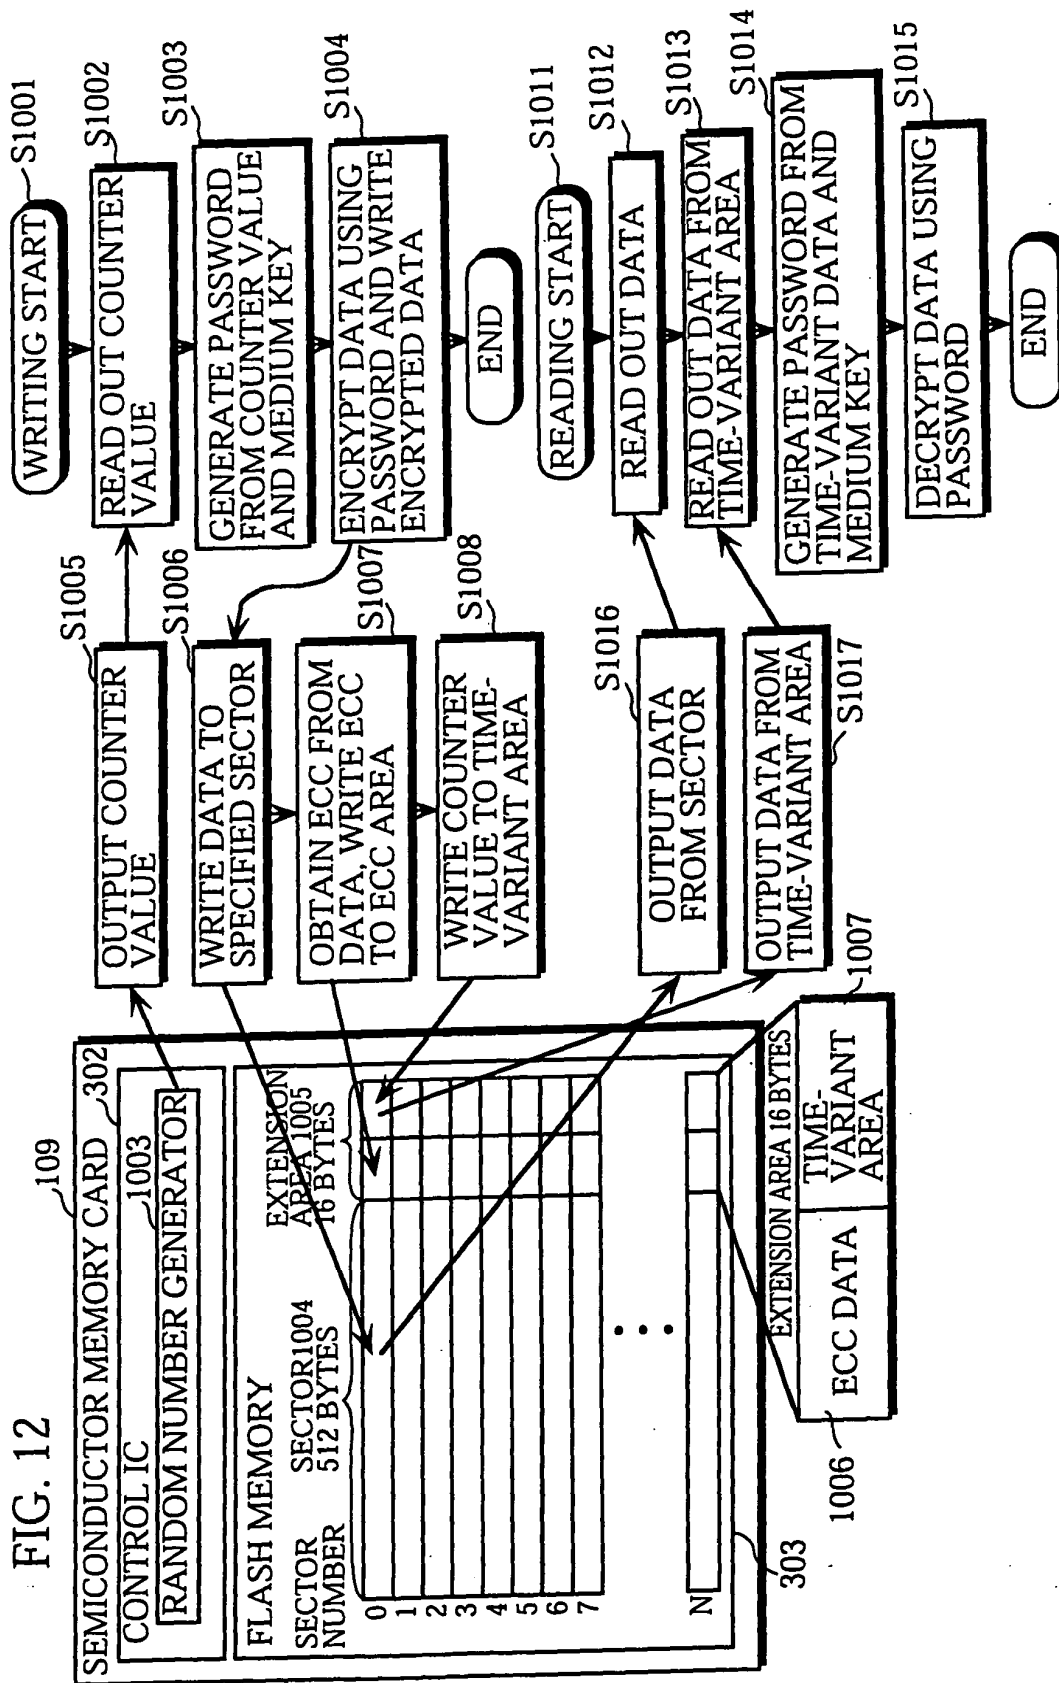 FIG. 12
SEMICONDUCTOR MEMORY CARD
109
CONTROL IC
302
RANDOM NUMBER GENERATOR
1003
FLASH MEMORY
SECTOR
NUMBER
SECTOR1004
512 BYTES
EXTENSION
AREA 1005
16 BYTES
0
1
2
3
4
5
6
7
N
303
EXTENSION AREA 16 BYTES
1006
ECC DATA
TIME-
VARIANT
AREA
1007
OUTPUT COUNTER
VALUE
S1005
WRITE DATA TO
SPECIFIED SECTOR
S1006
OBTAIN ECC FROM
DATA, WRITE ECC
TO ECC AREA
S1007
WRITE COUNTER
VALUE TO TIME-
VARIANT AREA
S1008
OUTPUT DATA
FROM SECTOR
S1016
OUTPUT DATA FROM
TIME-VARIANT AREA
S1017
WRITING START
S1001
READ OUT COUNTER
VALUE
S1002
GENERATE PASSWORD
FROM COUNTER VALUE
AND MEDIUM KEY
S1003
ENCRYPT DATA USING
PASSWORD AND WRITE
ENCRYPTED DATA
S1004
END
READING START
S1011
READ OUT DATA
S1012
READ OUT DATA FROM
TIME-VARIANT AREA
S1013
GENERATE PASSWORD FROM
TIME-VARIANT DATA AND
MEDIUM KEY
S1014
DECRYPT DATA USING
PASSWORD
S1015
END